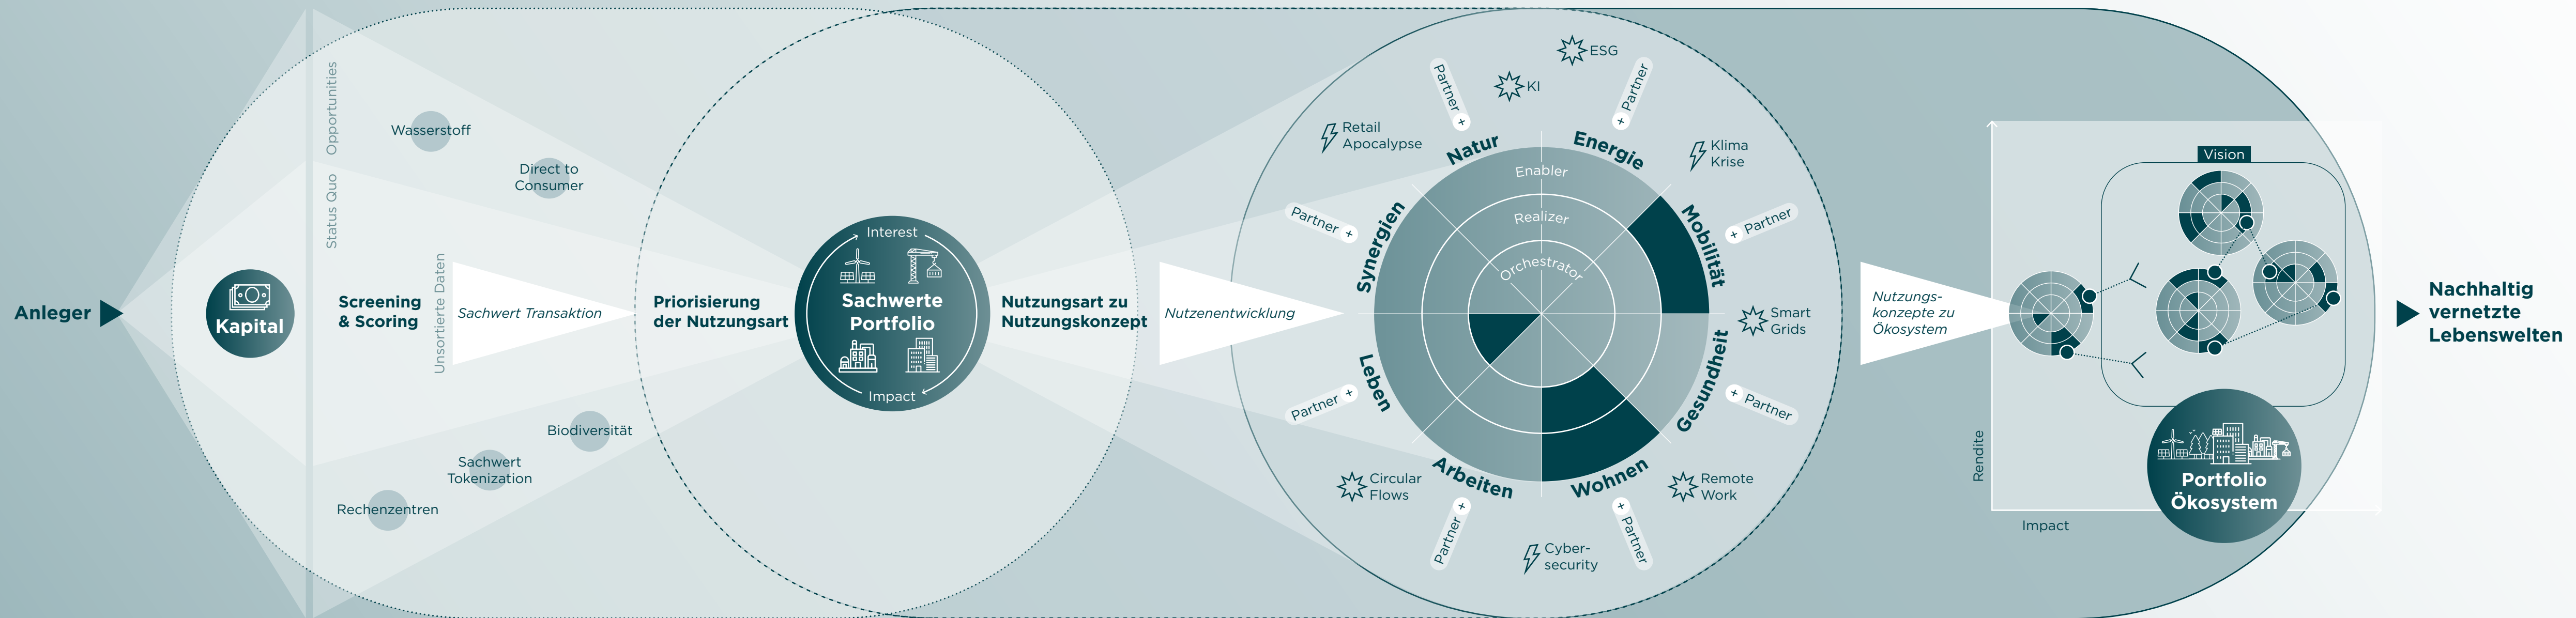 Anleger
Kapital
Opportunities
Status Quo
Wasserstoff
Direct to
Consumer
Screening
& Scoring
Unsortierte Daten
Sachwert Transaktion
Biodiversität
Sachwert
Tokenization
Rechenzentren
Priorisierung
der Nutzungsart
Interest
Sachwerte
Portfolio
Impact
Nutzungsart zu
Nutzungskonzept
Nutzenentwicklung
ESG
KI
Partner +
Partner +
Retail
Apocalypse
Natur
Energie
Klima
Krise
Enabler
Realizer
Orchestrator
Partner +
Synergien
Mobilität
+ Partner
Smart
Grids
Leben
Gesundheit
Partner +
+ Partner
Arbeiten
Wohnen
Circular
Flows
Remote
Work
Partner +
+ Partner
Cyber-
security
Nutzungs-
konzepte zu
Ökosystem
Vision
Rendite
Impact
Portfolio
Ökosystem
Nachhaltig
vernetzte
Lebenswelten